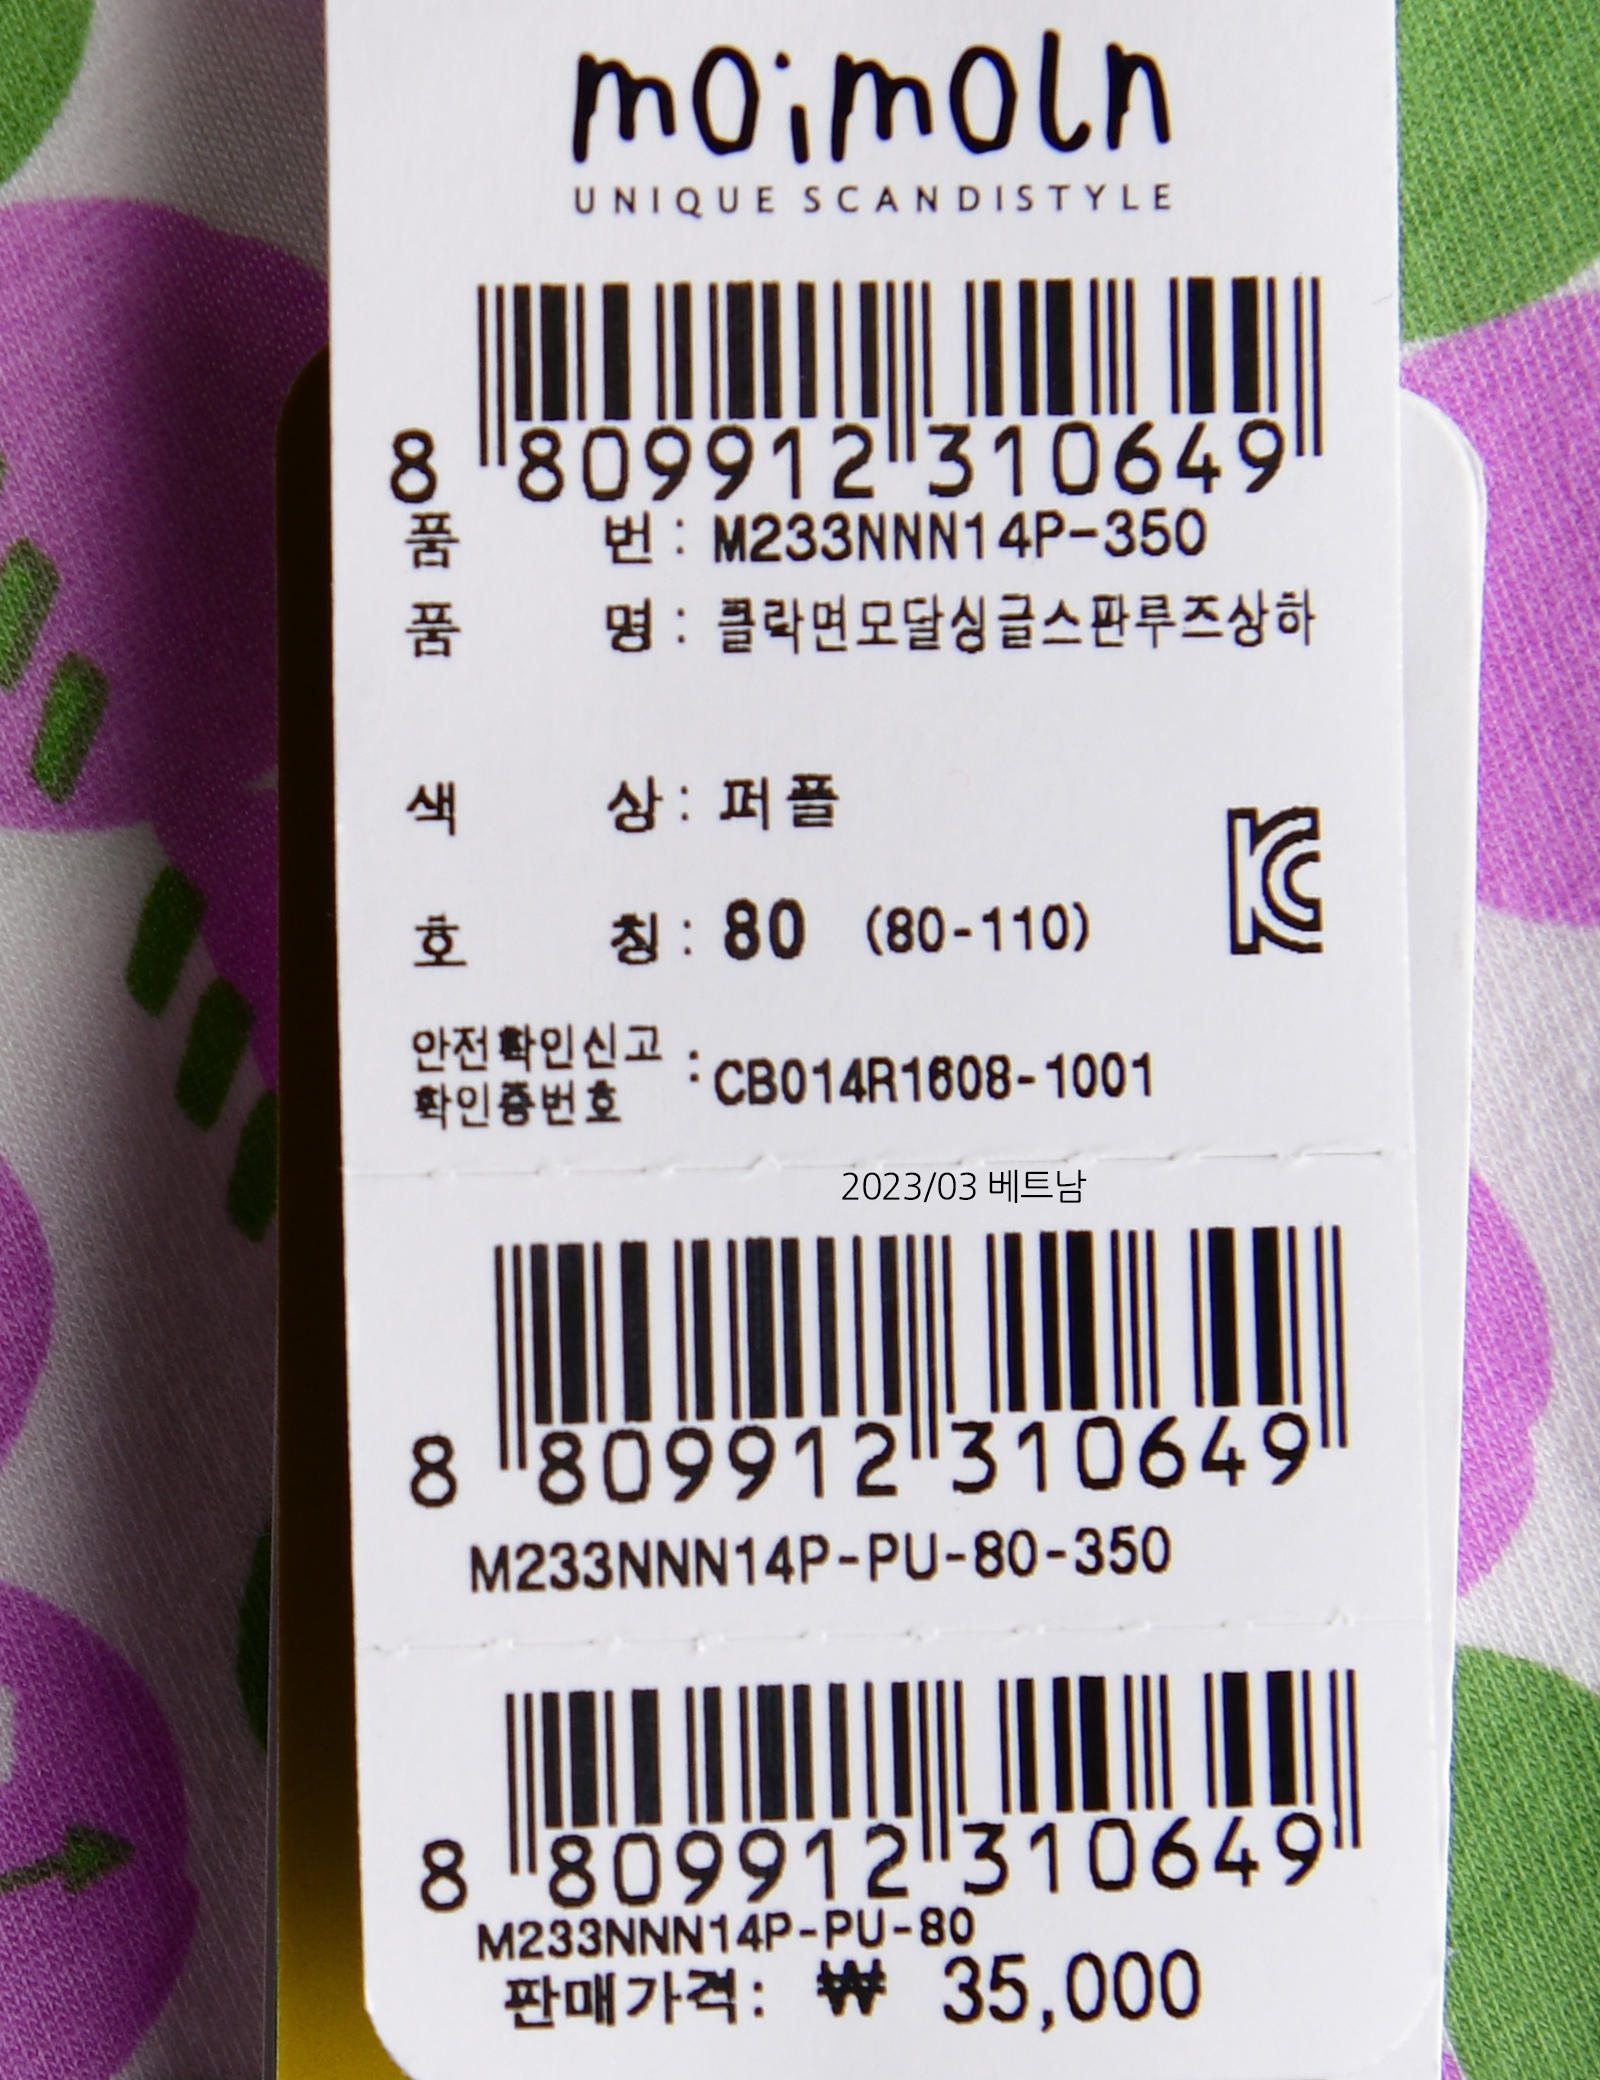 moimoln
UNIQUE SCANDISTYLE
8 809912 310649
품 번 : M233NNN14P-350
품 명 : 클락면모달싱글스판루즈상하
색 상 : 퍼플
호 칭 : 80 (80-110)
안전확인신고
확인증번호 : CB014R1608-1001
2023/03 베트남
8 809912 310649
M233NNN14P-PU-80-350
8 809912 310649
M233NNN14P-PU-80
판매가격: ₩ 35,000